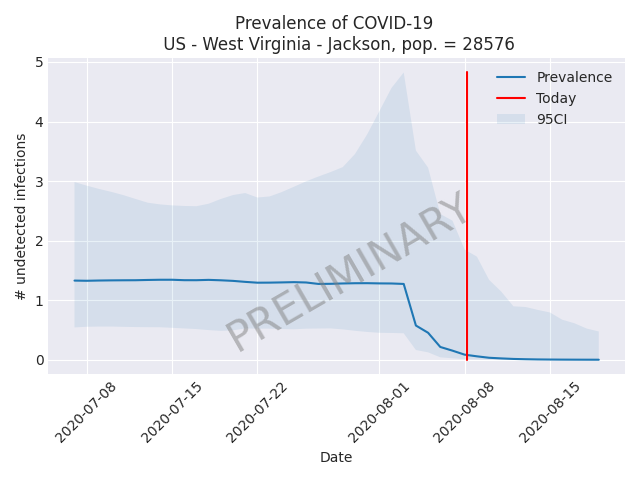 Prevalence of COVID-19
US - West Virginia - Jackson, pop. = 28576
5
4
3
2
1
0
# undetected infections
Prevalence
Today
95CI
PRELIMINARY
2020-07-08
2020-07-15
2020-07-22
2020-08-01
2020-08-08
2020-08-15
Date